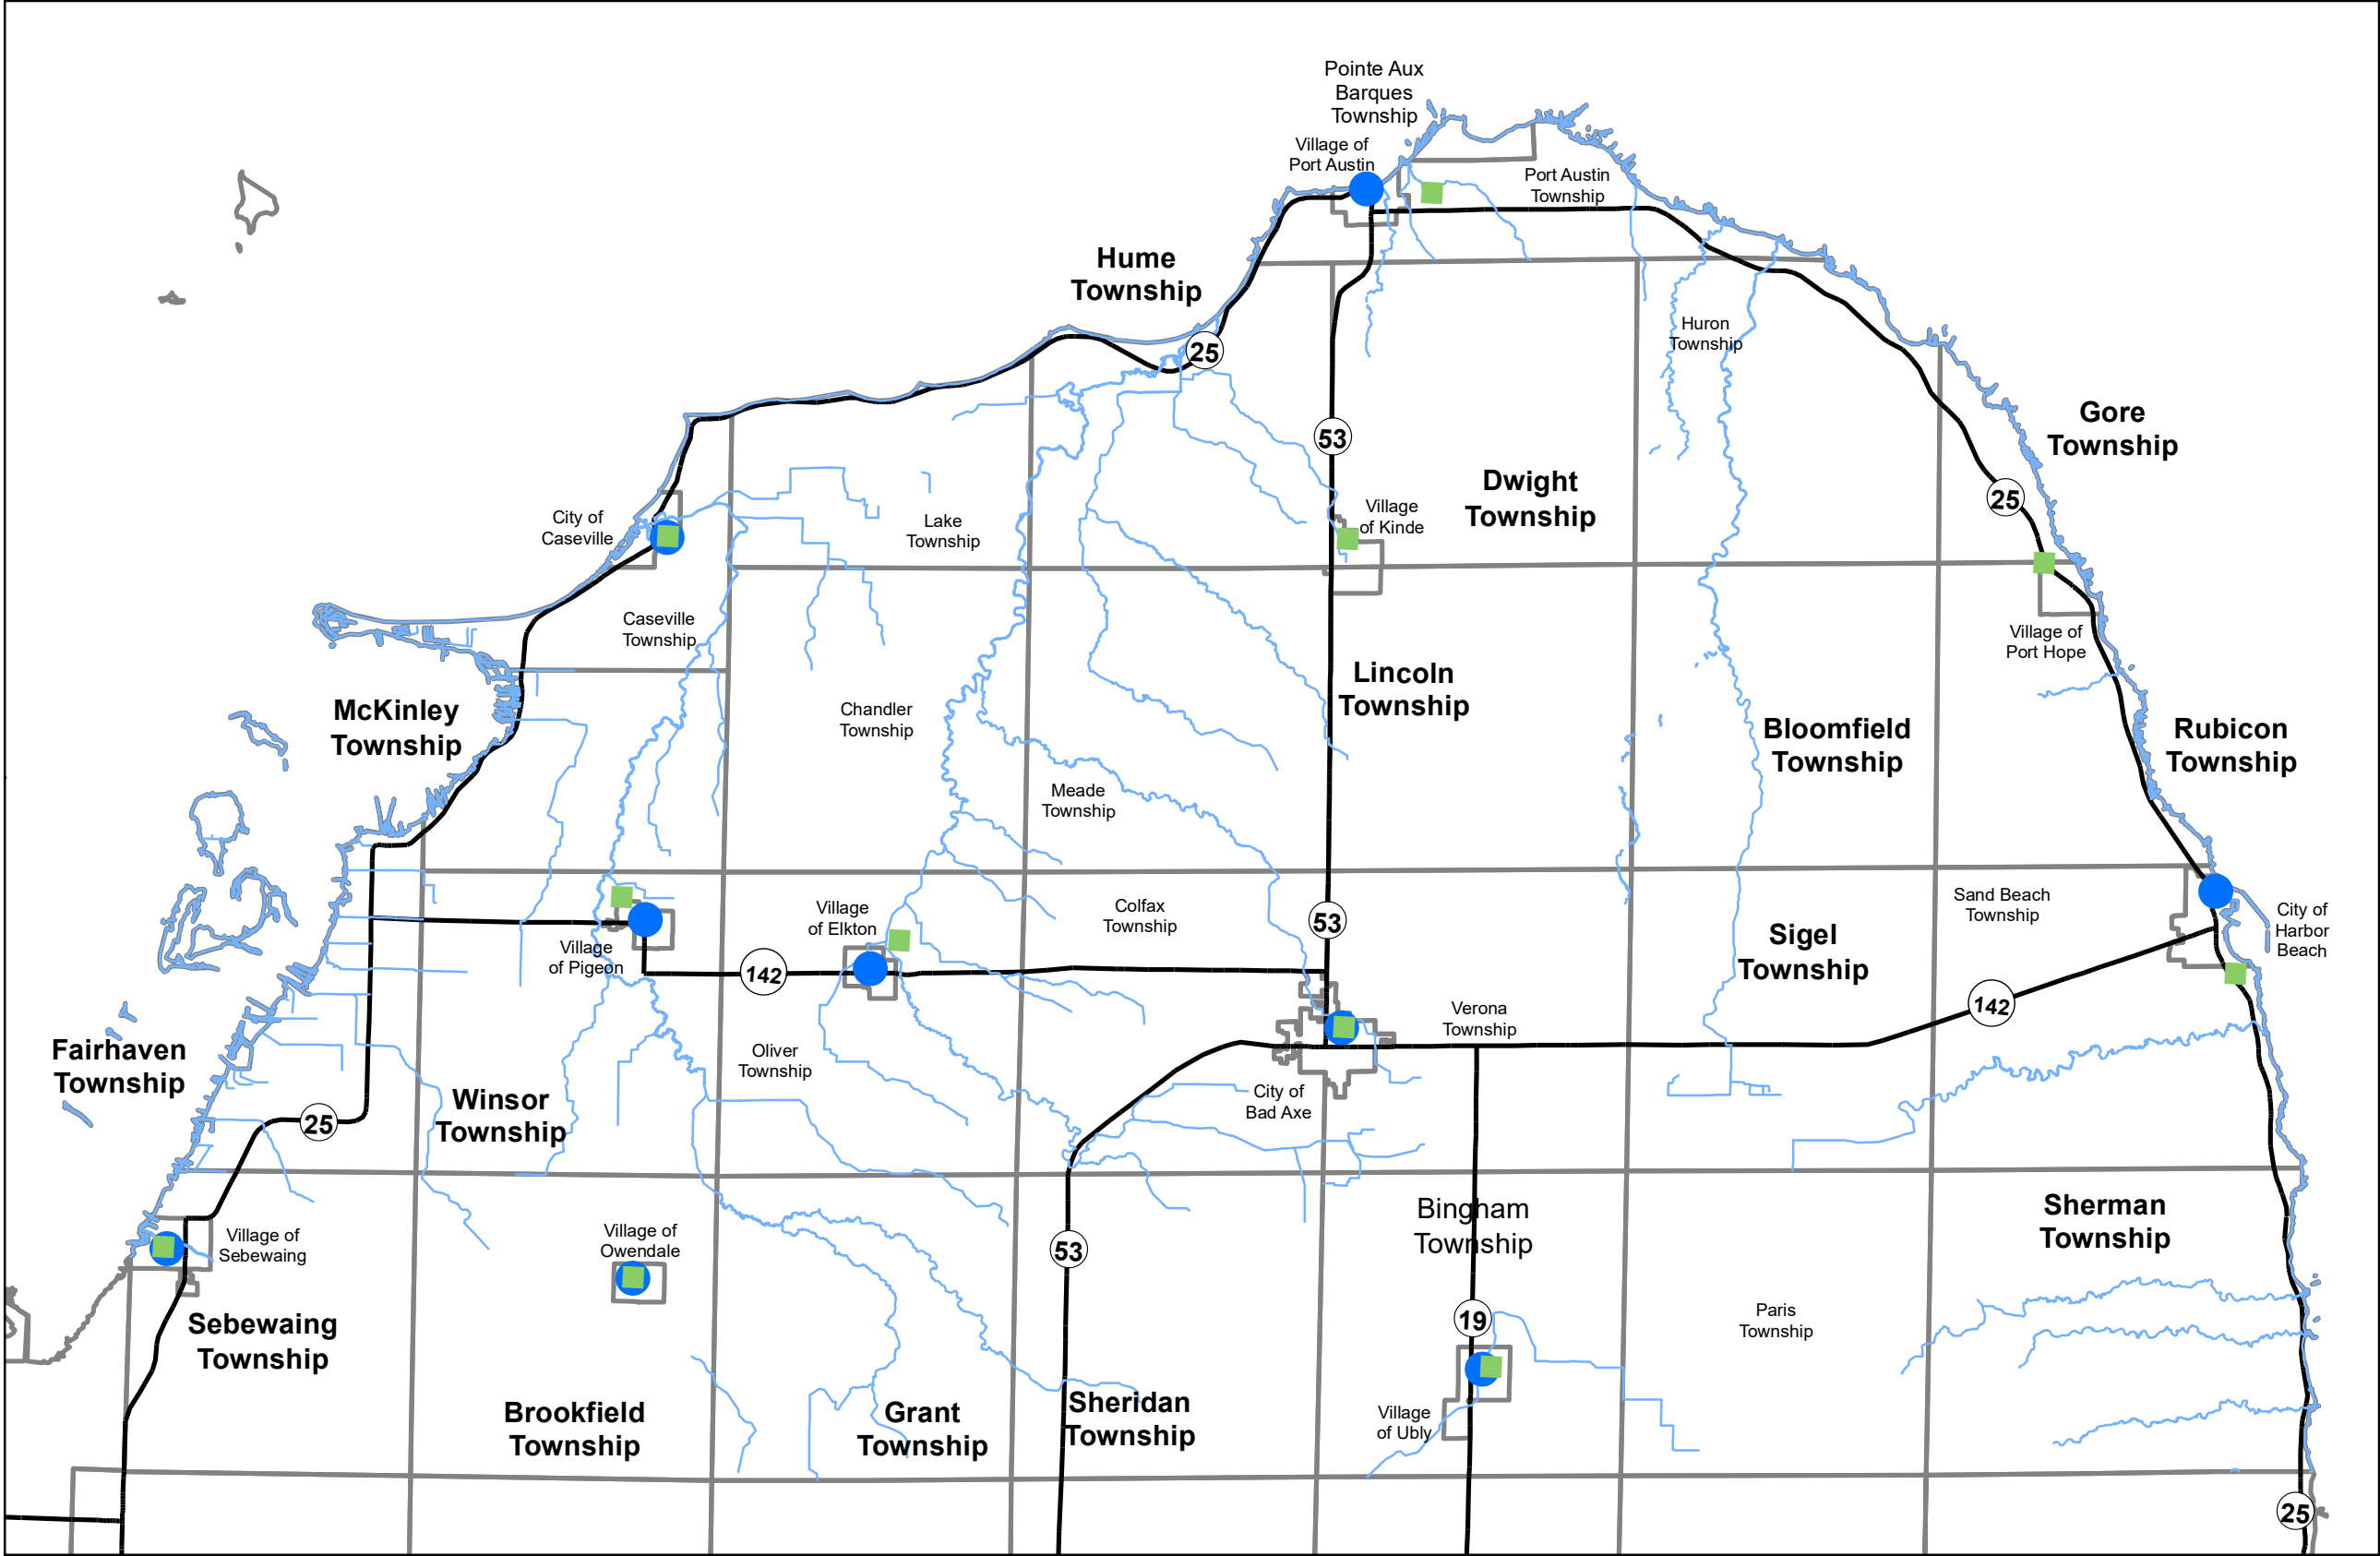 Pointe Aux
Barques
Township
Village of
Port Austin
Port Austin
Township
Hume
Township
25
Huron
Township
Gore
Township
53
Dwight
Township
25
City of
Caseville
Lake
Township
Village
of Kinde
Caseville
Township
Village of
Port Hope
Lincoln
Township
McKinley
Township
Chandler
Township
Bloomfield
Township
Rubicon
Township
Meade
Township
Village
of Elkton
Colfax
Township
53
Sand Beach
Township
City of
Harbor
Beach
Village
of Pigeon
142
Sigel
Township
142
Verona
Township
Fairhaven
Township
Oliver
Township
Winsor
Township
City of
Bad Axe
25
Bingham
Township
Sherman
Township
Village of
Sebewaing
Village of
Owendale
53
Sebewaing
Township
19
Paris
Township
Brookfield
Township
Grant
Township
Sheridan
Township
Village
of Ubly
25